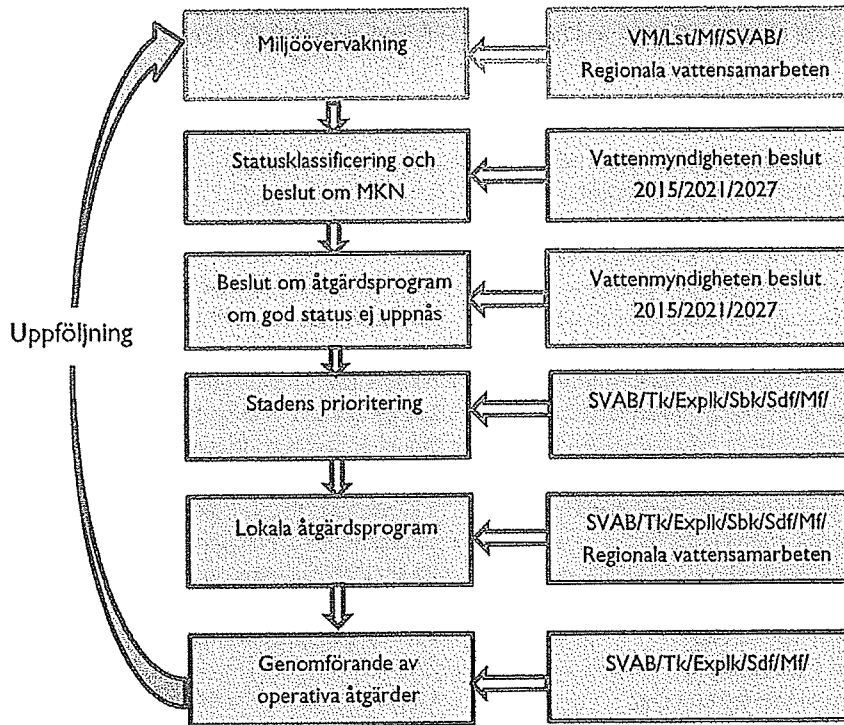 Miljöövervakning
VM/Lst/Mf/SVAB/
Regionala vattensamarbeten
Statusklassificering och
beslut om MKN
Vattenmyndigheten beslut
2015/2021/2027
Beslut om åtgärdsprogram
om god status ej uppnås
Vattenmyndigheten beslut
2015/2021/2027
Uppföljning
Stadens prioritering
SVAB/Tk/Explk/Sbk/Sdf/Mf/
Lokala åtgärdsprogram
SVAB/Tk/Explk/Sbk/Sdf/Mf/
Regionala vattensamarbeten
Genomförande av
operativa åtgärder
SVAB/Tk/Explk/Sdf/Mf/